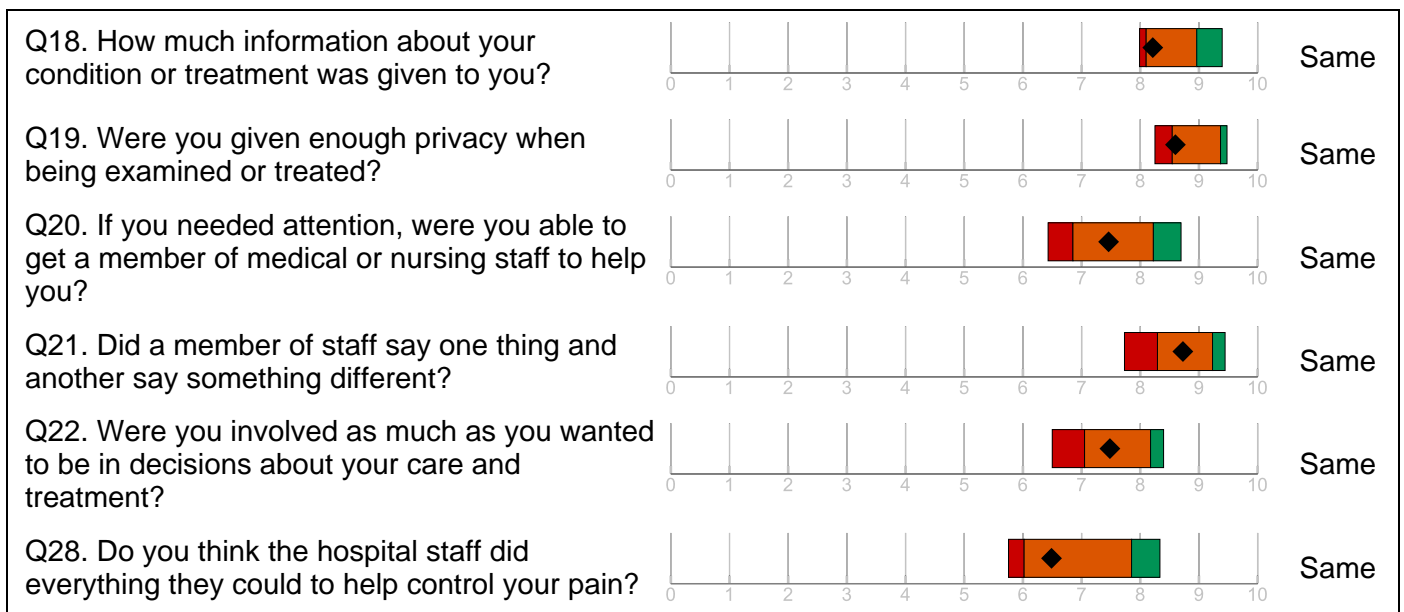 Q18. How much information about your
condition or treatment was given to you?
Same
0 1 2 3 4 5 6 7 8 9 10
Q19. Were you given enough privacy when
being examined or treated?
Same
0 1 2 3 4 5 6 7 8 9 10
Q20. If you needed attention, were you able to
get a member of medical or nursing staff to help
you?
Same
0 1 2 3 4 5 6 7 8 9 10
Q21. Did a member of staff say one thing and
another say something different?
Same
0 1 2 3 4 5 6 7 8 9 10
Q22. Were you involved as much as you wanted
to be in decisions about your care and
treatment?
Same
0 1 2 3 4 5 6 7 8 9 10
Q28. Do you think the hospital staff did
everything they could to help control your pain?
Same
0 1 2 3 4 5 6 7 8 9 10